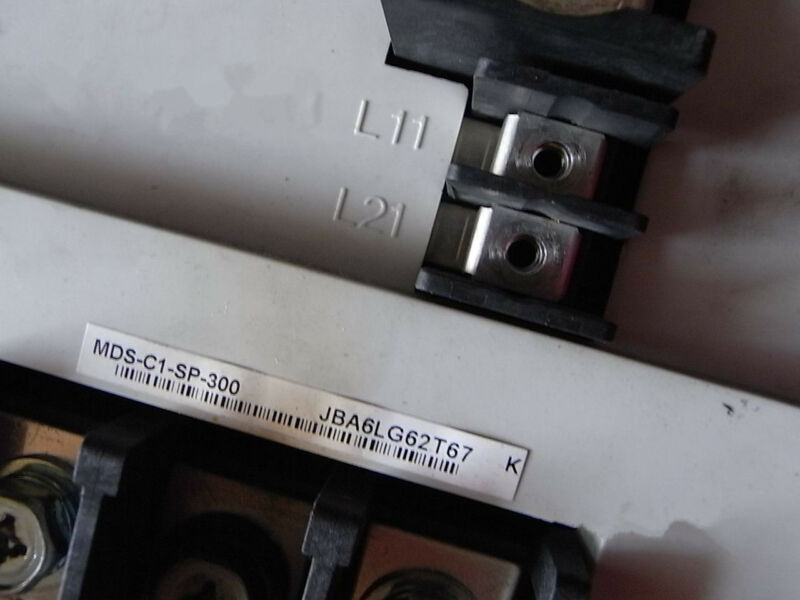 L11
L21
MDS-C1-SP-300
JBA6LG62T67 K